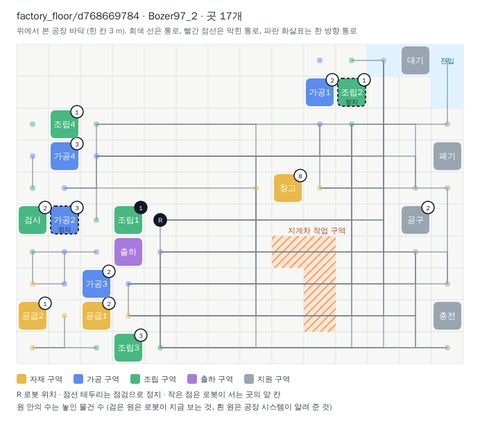 factory_floor/d768669784 · Bozer97_2 · 곳 17개
위에서 본 공장 바닥 (한 칸 3 m). 회색 선은 통로, 빨간 점선은 막힌 통로, 파란 화살표는 한 방향 통로
대기
진입
가공1
2
조립2
1
정지
조립4
1
가공4
3
폐기
창고
8
검사
2
가공2
3
정지
조립1
1
R
공구
2
지게차 작업 구역
출하
가공3
2
공급2
1
공급1
2
충전
조립3
3
자재 구역
가공 구역
조립 구역
출하 구역
지원 구역
R 로봇 위치 · 점선 테두리는 점검으로 정지 · 작은 점은 로봇이 서는 곳의 앞 칸
원 안의 수는 놓인 물건 수 (검은 원은 로봇이 지금 보는 것, 흰 원은 공장 시스템이 알려 준 것)